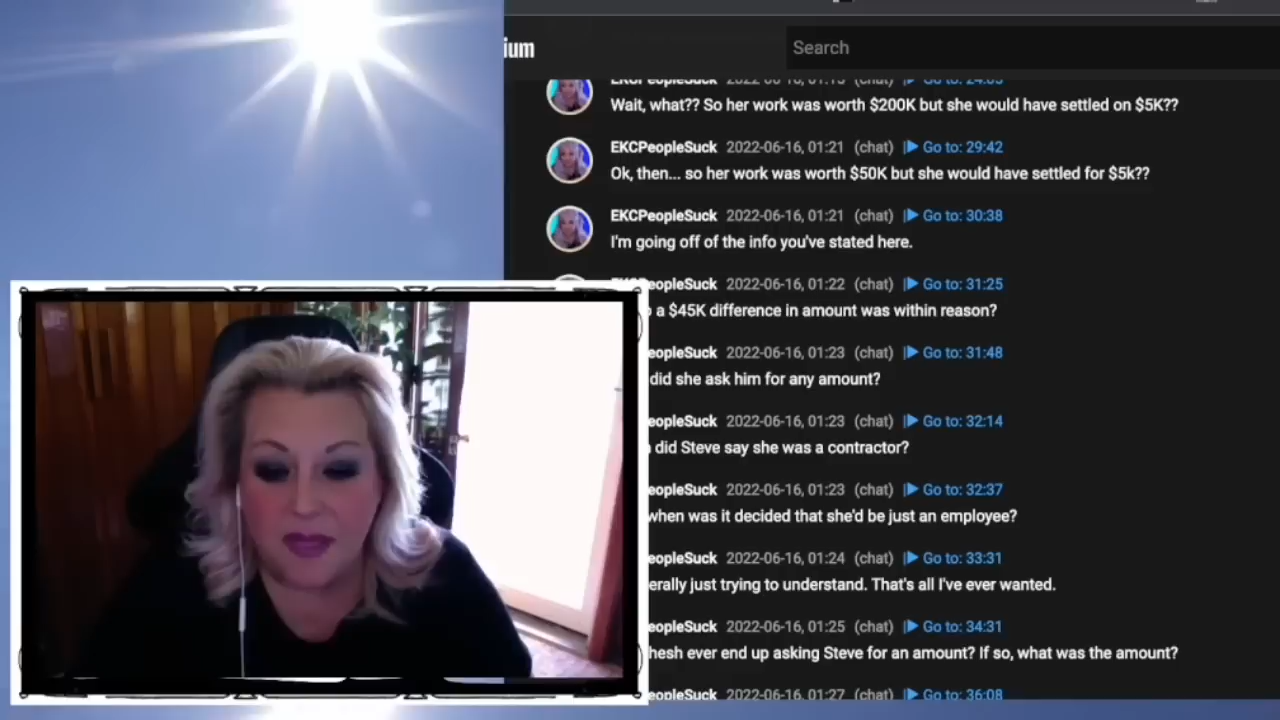 ium
Search
EKCPeopleSuck 2022-06-16, 01:15 (chat) Go to: 24:05
Wait, what?? So her work was worth $200K but she would have settled on $5K??
EKCPeopleSuck 2022-06-16, 01:21 (chat) Go to: 29:42
Ok, then... so her work was worth $50K but she would have settled for $5k??
EKCPeopleSuck 2022-06-16, 01:21 (chat) Go to: 30:38
I'm going off of the info you've stated here.
2022-06-16, 01:22 (chat) Go to: 31:25
a $45K difference in amount was within reason?
eopleSuck 2022-06-16, 01:23 (chat) Go to: 31:48
did she ask him for any amount?
eopleSuck 2022-06-16, 01:23 (chat) Go to: 32:14
did Steve say she was a contractor?
eopleSuck 2022-06-16, 01:23 (chat) Go to: 32:37
when was it decided that she'd be just an employee?
eopleSuck 2022-06-16, 01:24 (chat) Go to: 33:31
erally just trying to understand. That's all I've ever wanted.
eopleSuck 2022-06-16, 01:25 (chat) Go to: 34:31
hesh ever end up asking Steve for an amount? If so, what was the amount?
eopleSuck 2022-06-16, 01:27 (chat) Go to: 36:08